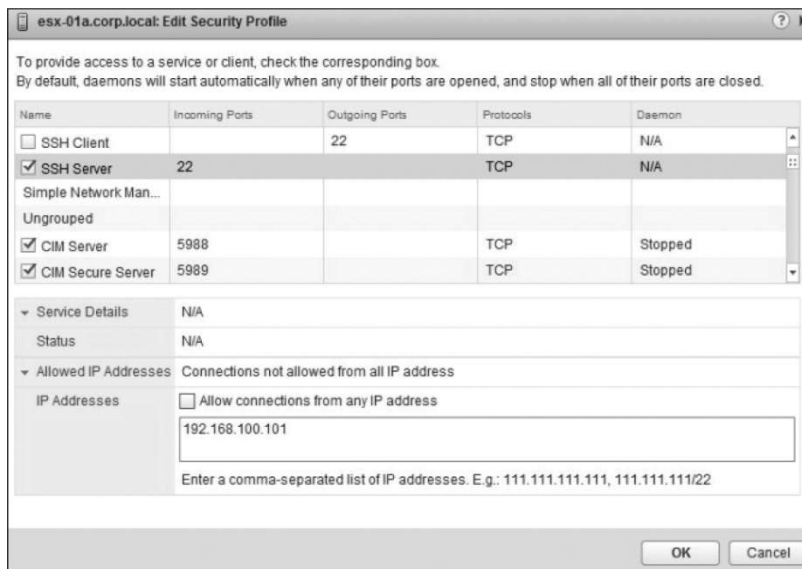 esx-01a.corp.local: Edit Security Profile ?
To provide access to a service or client, check the corresponding box.
By default, daemons will start automatically when any of their ports are opened, and stop when all of their ports are closed.
Name Incoming Ports Outgoing Ports Protocols Daemon
SSH Client 22 TCP N/A
SSH Server 22 TCP N/A
Simple Network Man...
Ungrouped
CIM Server 5988 TCP Stopped
CIM Secure Server 5989 TCP Stopped
Service Details N/A
Status N/A
Allowed IP Addresses Connections not allowed from all IP address
IP Addresses Allow connections from any IP address
192.168.100.101
Enter a comma-separated list of IP addresses. E.g.: 111.111.111.111, 111.111.111/22
OK Cancel